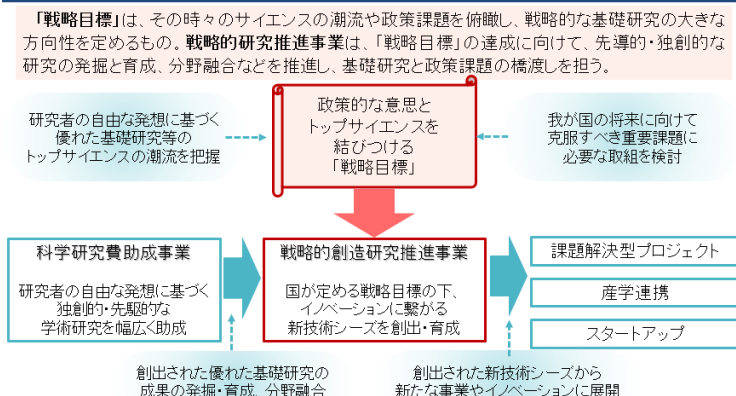 「戦略目標」は、その時々のサイエンスの潮流や政策課題を俯瞰し、戦略的な基礎研究の大きな
方向性を定めるもの。戦略的研究推進事業は、「戦略目標」の達成に向けて、先導的・独創的な
研究の発掘と育成、分野融合などを推進し、基礎研究と政策課題の橋渡しを担う。
研究者の自由な発想に基づく
優れた基礎研究等の
トップサイエンスの潮流を把握
政策的な意思と
トップサイエンスを
結びつける
「戦略目標」
我が国の将来に向けて
克服すべき重要課題に
必要な取組を検討
科学研究費助成事業
研究者の自由な発想に基づく
独創的・先駆的な
学術研究を幅広く助成
戦略的創造研究推進事業
国が定める戦略目標の下、
イノベーションに繋がる
新技術シーズを創出・育成
課題解決型プロジェクト
産学連携
スタートアップ
創出された優れた基礎研究の
成果の発掘・育成、分野融合
創出された新技術シーズから
新たな事業やイノベーションに展開